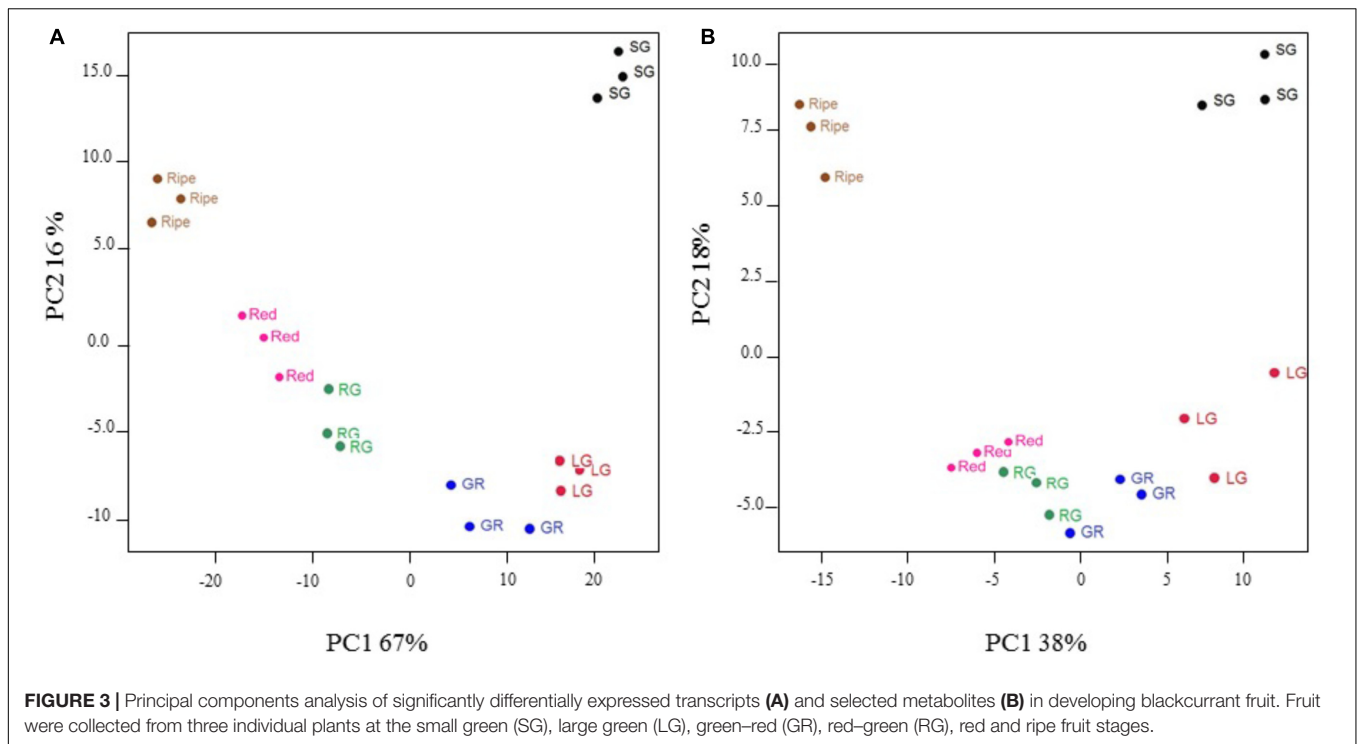 A
15.0
10.0
5.0
0.0
-5.0
-10
PC2 16 %
SG
SG
SG
Ripe
Ripe
Ripe
Red
Red
Red
RG
RG
RG
GR
GR
GR
LG
LG
LG
-20 -10 0 10 20
PC1 67%
B
10.0
7.5
5.0
2.5
0.0
-2.5
-5.0
PC2 18%
SG
SG
SG
Ripe
Ripe
Ripe
LG
LG
LG
Red
Red
Red
RG
RG
RG
GR
GR
GR
-15 -10 -5 0 5 10
PC1 38%
FIGURE 3 | Principal components analysis of significantly differentially expressed transcripts (A) and selected metabolites (B) in developing blackcurrant fruit. Fruit
were collected from three individual plants at the small green (SG), large green (LG), green–red (GR), red–green (RG), red and ripe fruit stages.